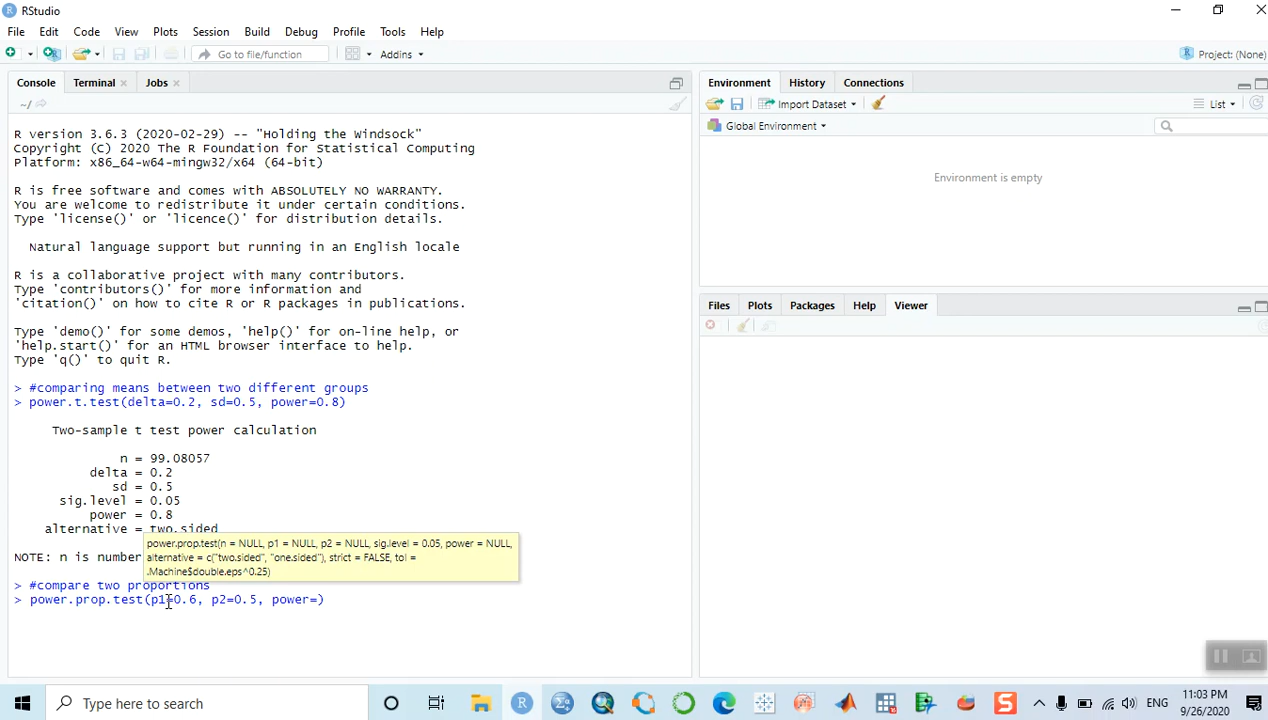 RStudio
File Edit Code View Plots Session Build Debug Profile Tools Help
Go to file/function Addins Project: (None)
Console Terminal Jobs
~/
R version 3.6.3 (2020-02-29) -- "Holding the Windsock"
Copyright (C) 2020 The R Foundation for Statistical Computing
Platform: x86_64-w64-mingw32/x64 (64-bit)
R is free software and comes with ABSOLUTELY NO WARRANTY.
You are welcome to redistribute it under certain conditions.
Type 'license()' or 'licence()' for distribution details.
Natural language support but running in an English locale
R is a collaborative project with many contributors.
Type 'contributors()' for more information and
'citation()' on how to cite R or R packages in publications.
Type 'demo()' for some demos, 'help()' for on-line help, or
'help.start()' for an HTML browser interface to help.
Type 'q()' to quit R.
> #comparing means between two different groups
> power.t.test(delta=0.2, sd=0.5, power=0.8)
Two-sample t test power calculation
n = 99.08057
delta = 0.2
sd = 0.5
sig.level = 0.05
power = 0.8
alternative = two.sided
NOTE: n is number
power.prop.test(n = NULL, p1 = NULL, p2 = NULL, sig.level = 0.05, power = NULL,
alternative = c("two.sided", "one.sided"), strict = FALSE, tol =
.Machine$double.eps^0.25)
> #compare two proportions
> power.prop.test(p1=0.6, p2=0.5, power=)
Environment History Connections
Import Dataset List
Global Environment
Environment is empty
Files Plots Packages Help Viewer
Type here to search
ENG
11:03 PM
9/26/2020